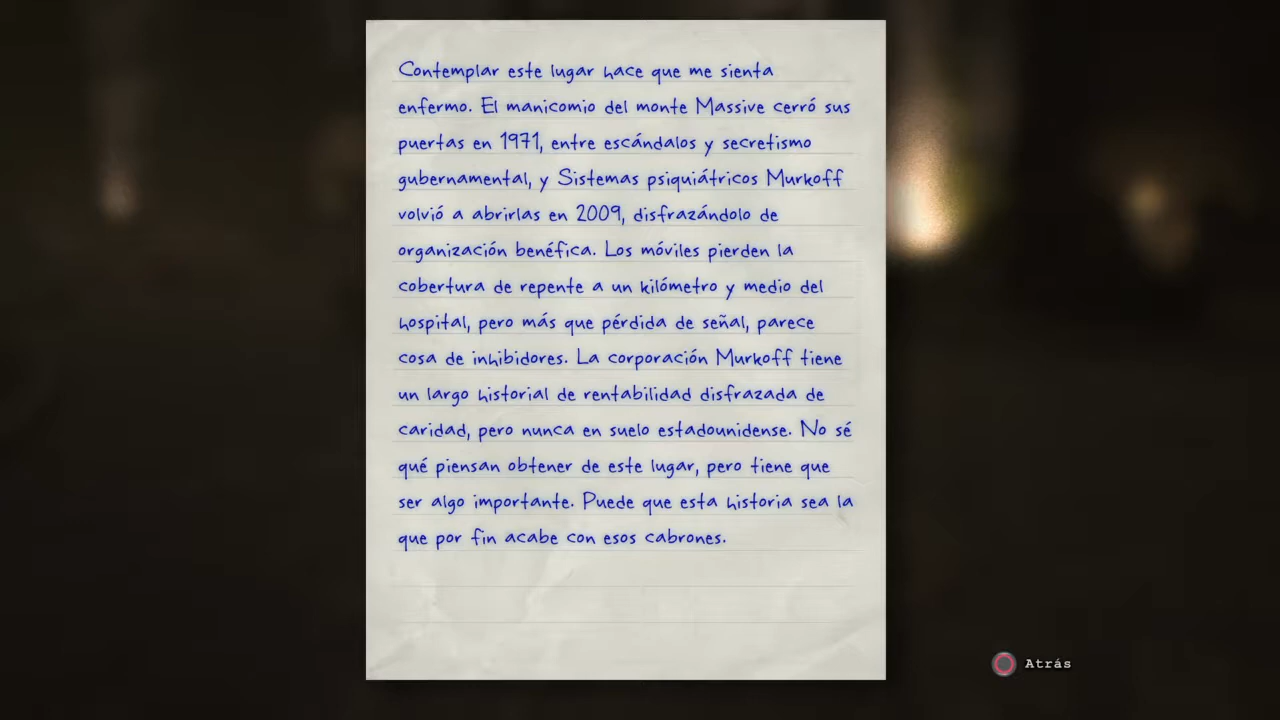 Contemplar este lugar hace que me sienta
enfermo. El manicomio del monte Massive cerró sus
puertas en 1971, entre escándalos y secretismo
gubernamental, y Sistemas psiquiátricos Murkoff
volvió a abrirlas en 2009, disfrazándolo de
organización benéfica. Los móviles pierden la
cobertura de repente a un kilómetro y medio del
hospital, pero más que pérdida de señal, parece
cosa de inhibidores. La corporación Murkoff tiene
un largo historial de rentabilidad disfrazada de
caridad, pero nunca en suelo estadounidense. No sé
qué piensan obtener de este lugar, pero tiene que
ser algo importante. Puede que esta historia sea la
que por fin acabe con esos cabrones.
Atrás